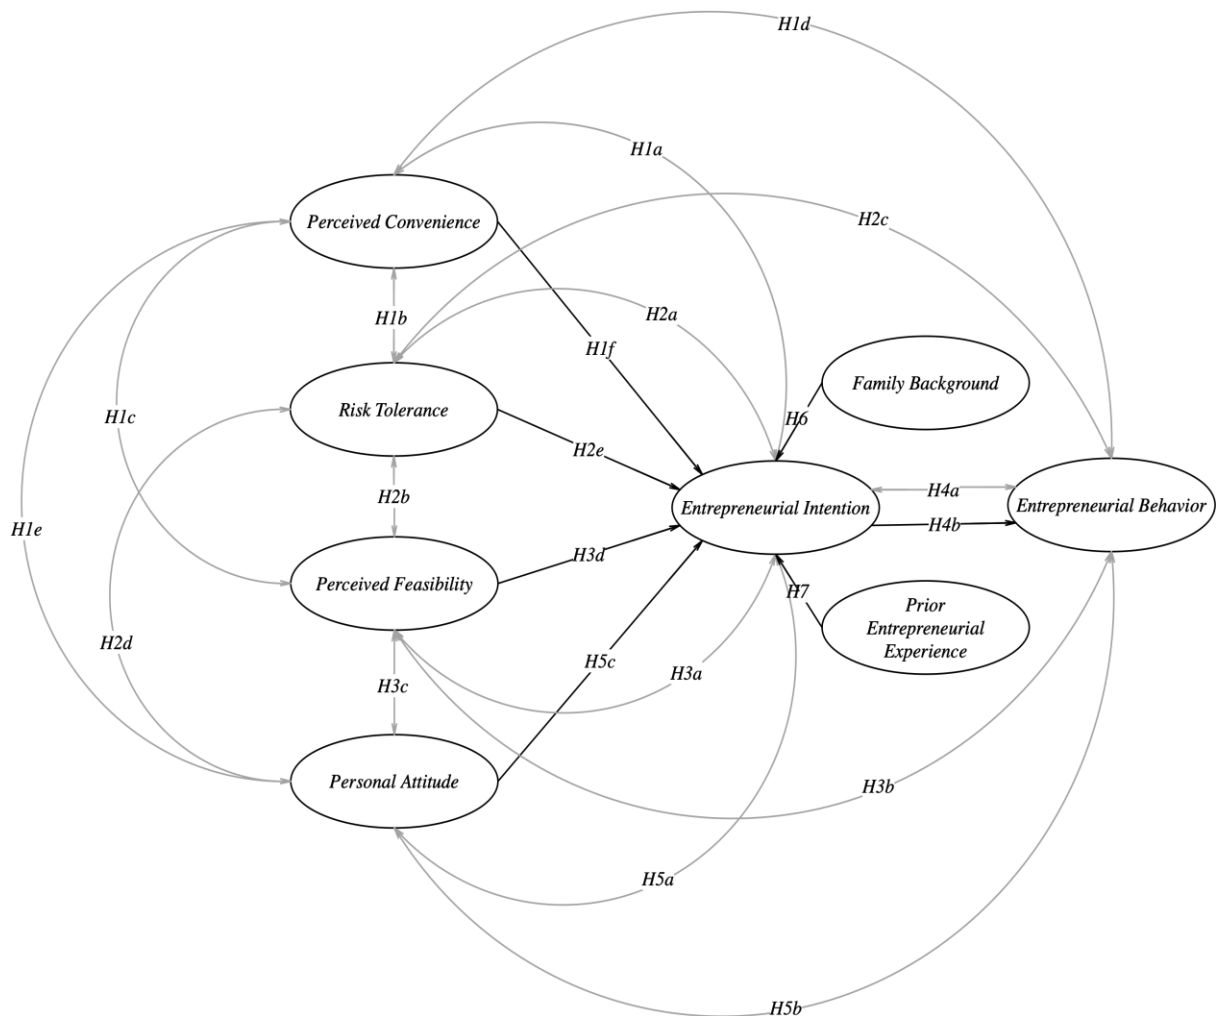 H1d
H1a
Perceived Convenience
H2c
H1b
H2a
H1f
Family Background
H1c
Risk Tolerance
H6
H2e
H2b
Entrepreneurial Intention
H4a
Entrepreneurial Behavior
H4b
H1e
H3d
Perceived Feasibility
H7
Prior
Entrepreneurial
Experience
H2d
H5c
H3a
H3c
Personal Attitude
H3b
H5a
H5b